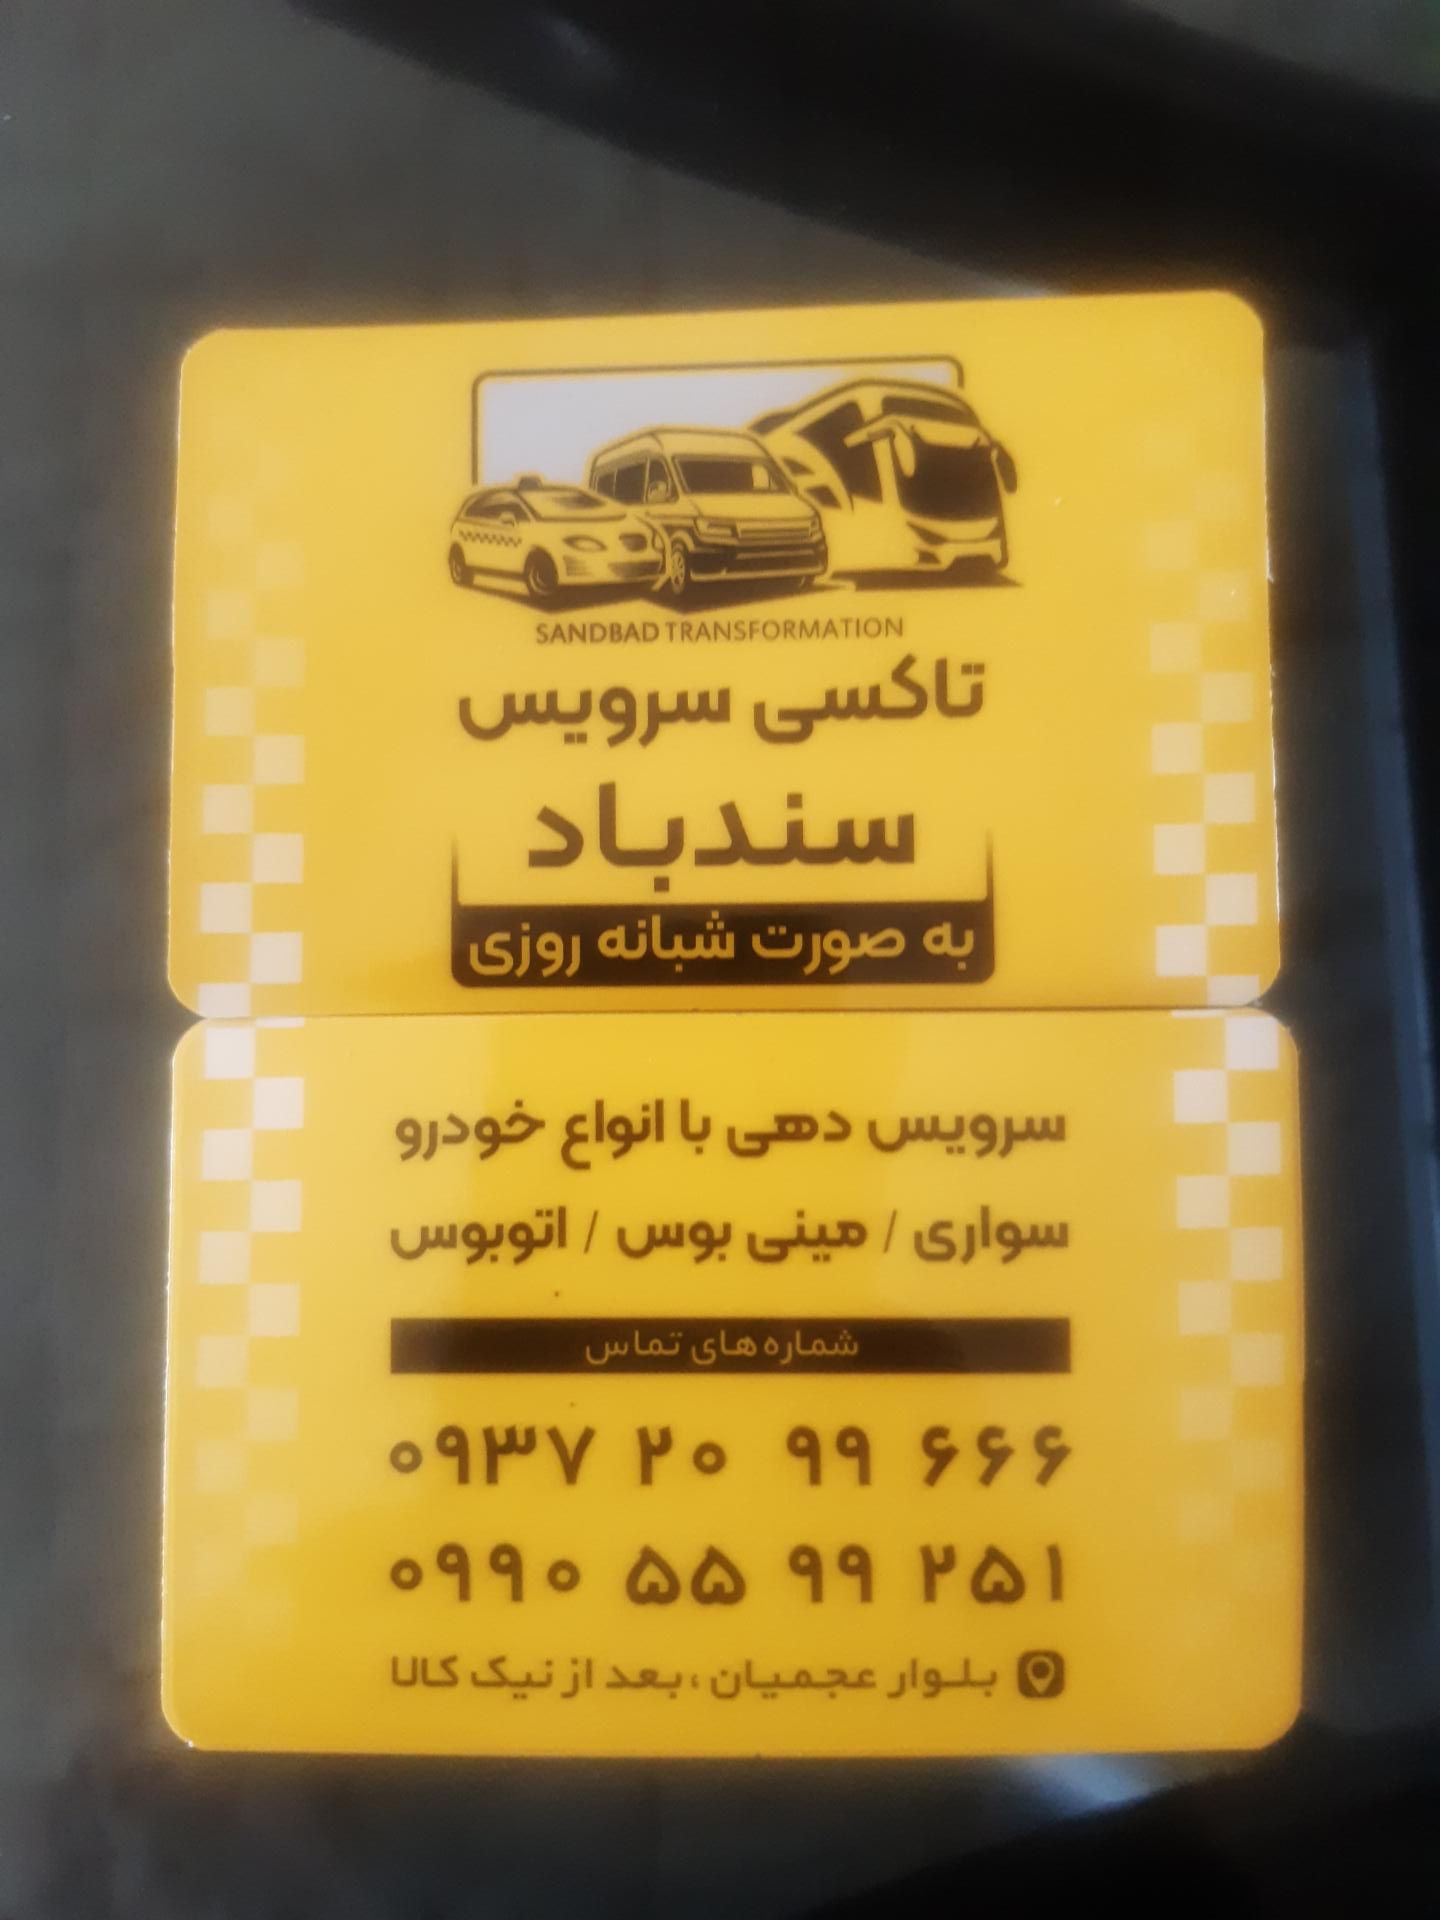 SANDBAD TRANSFORMATION
تاکسی سرویس
سندباد
به صورت شبانه روزی
سرویس دهی با انواع خودرو
سواری / مینی بوس / اتوبوس
شماره های تماس
۰۹۳۷ ۲۰ ۹۹ ۶۶۶
۰۹۹۰ ۵۵ ۹۹ ۲۵۱
بلوار عجمیان ، بعد از نیک کالا